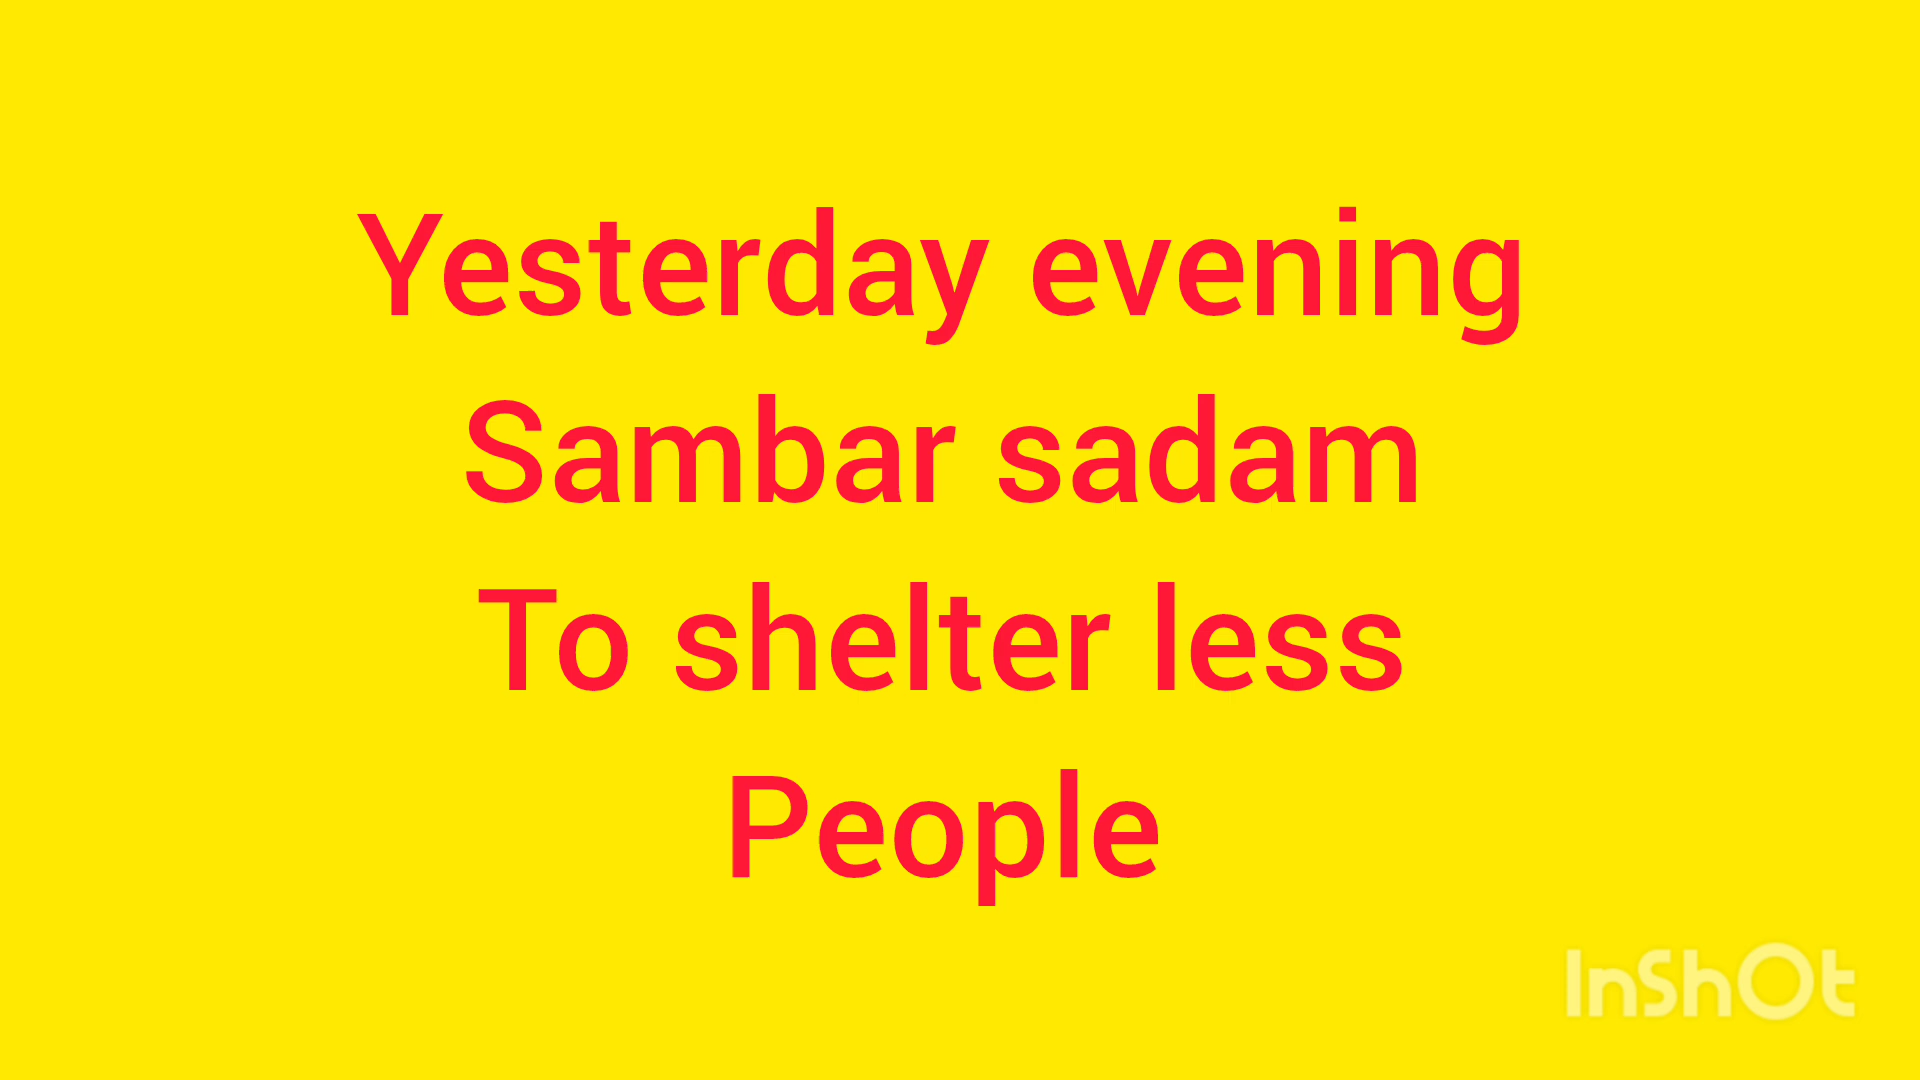 Yesterday evening
Sambar sadam
To shelter less
People
InShOt